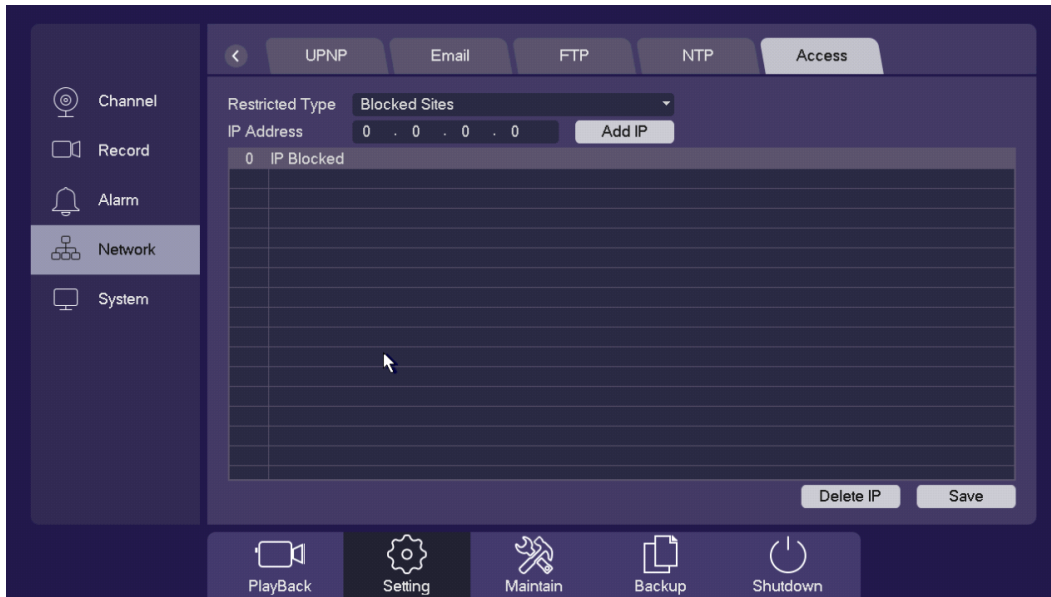 UPNP Email FTP NTP Access
Channel
Record
Alarm
Network
System
Restricted Type Blocked Sites
IP Address 0 . 0 . 0 . 0 Add IP
0 IP Blocked
Delete IP Save
PlayBack Setting Maintain Backup Shutdown